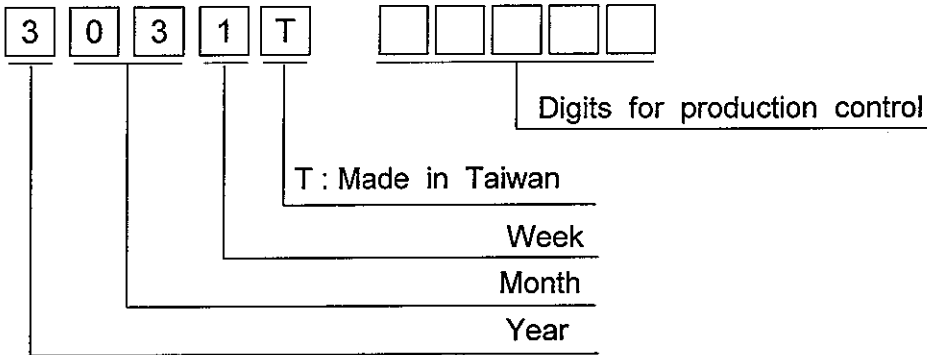 3 0 3 1 T
Digits for production control
T : Made in Taiwan
Week
Month
Year